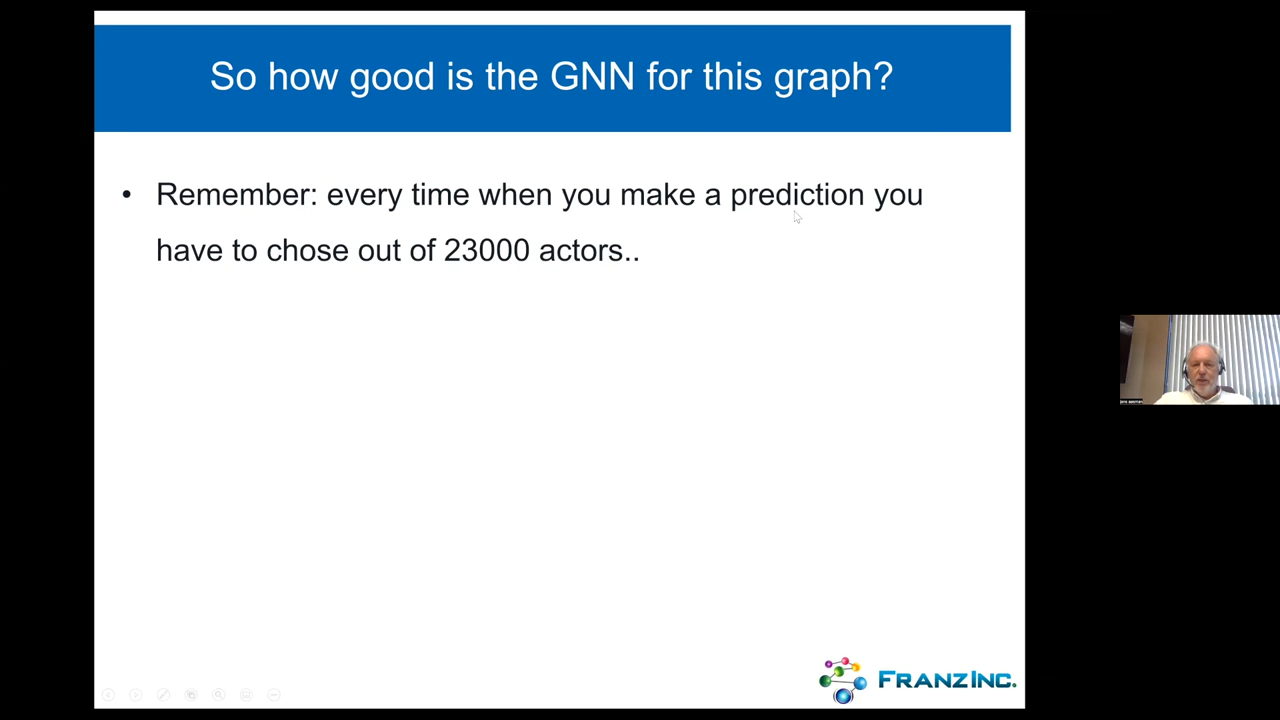 So how good is the GNN for this graph?
• Remember: every time when you make a prediction you
have to chose out of 23000 actors..
FRANZINC.